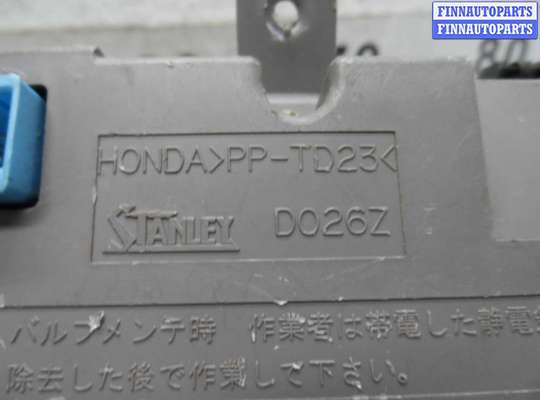 FINNAUTOPARTS
FINNAUTOPARTS
HONDA>PP-TD23<
STANLEY D026Z
バルブメンテ時 作業者は帯電した静電気
除去した後で作業して下さい。